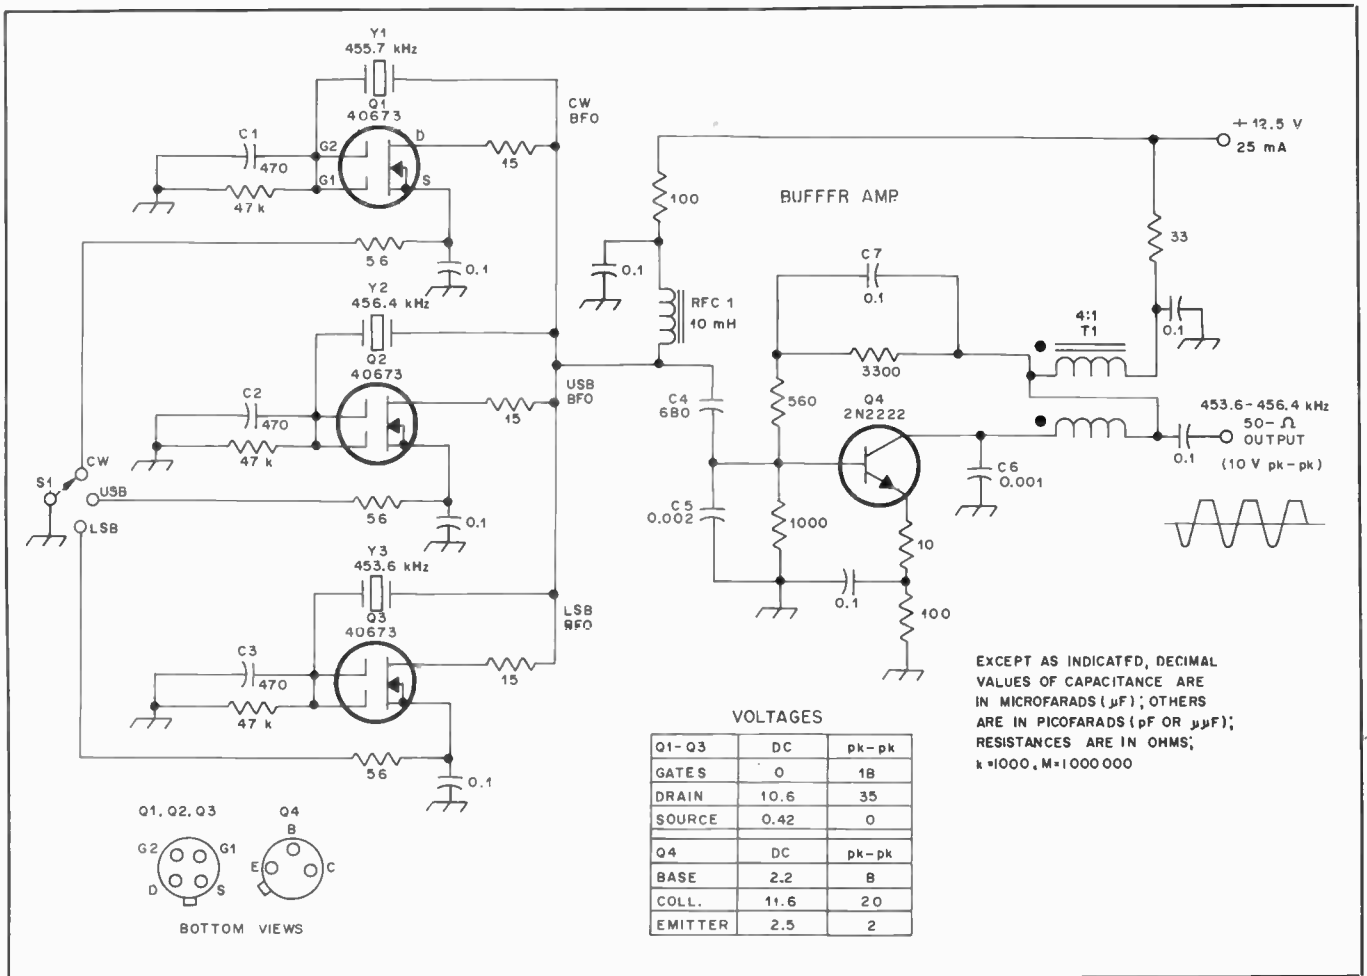 Y1
455.7 kHz
Q1
40673
CW
BFO
C1
470
G2
G1
D
S
47 k
15
56
0.1
Y2
456.4 kHz
Q2
40673
USB
BFO
C2
470
47 k
15
56
0.1
S1
CW
USB
LSB
Y3
453.6 kHz
Q3
40673
LSB
BFO
C3
470
47 k
15
56
0.1
+12.5 V
25 mA
100
BUFFFR AMP.
33
0.1
RFC 1
10 mH
C7
0.1
3300
4:1
T1
0.1
C4
680
560
Q4
2N2222
453.6-456.4 kHz
50-Ω
OUTPUT
(10 V pk-pk)
0.1
C6
0.001
C5
0.002
1000
10
0.1
100
EXCEPT AS INDICATFD, DECIMAL
VALUES OF CAPACITANCE ARE
IN MICROFARADS (µF); OTHERS
ARE IN PICOFARADS (pF OR µµF);
RESISTANCES ARE IN OHMS;
k=1000, M=1000000
VOLTAGES
Q1-Q3 DC pk-pk
GATES 0 18
DRAIN 10.6 35
SOURCE 0.42 0
Q4 DC pk-pk
BASE 2.2 8
COLL. 11.6 20
EMITTER 2.5 2
Q1, Q2, Q3
G2
G1
D
S
Q4
B
E
C
BOTTOM VIEWS